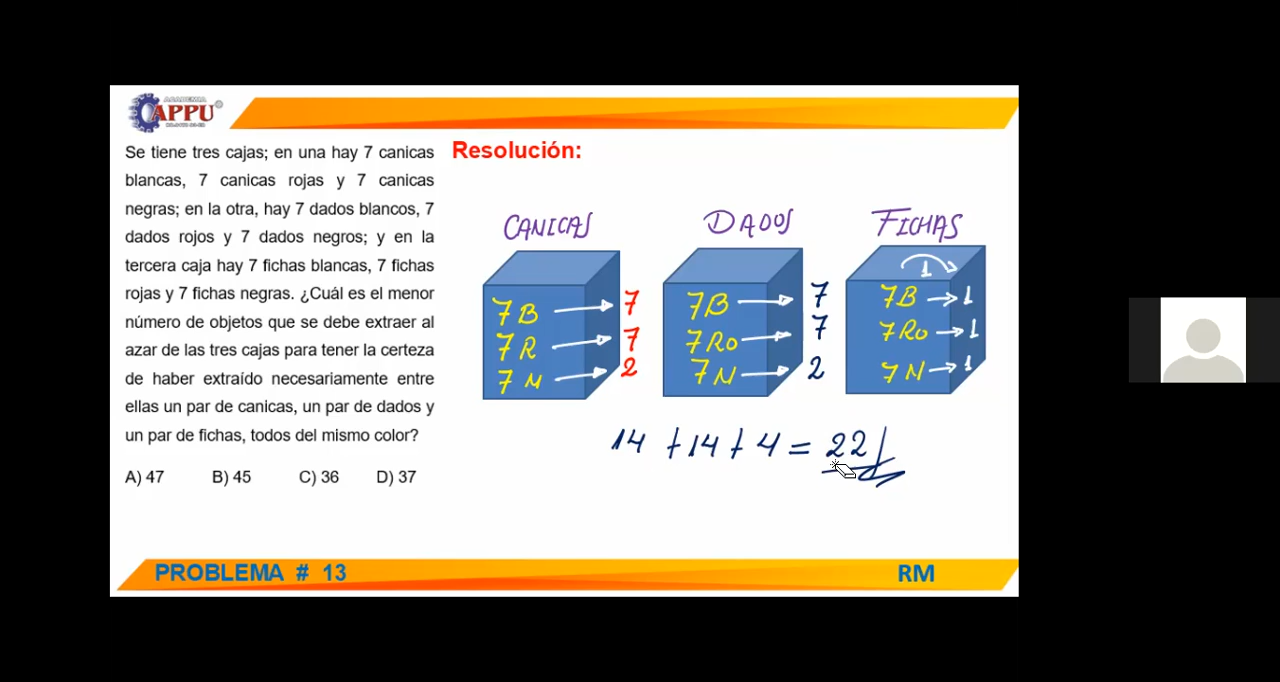 ACADEMIA
APPU
Se tiene tres cajas; en una hay 7 canicas
blancas, 7 canicas rojas y 7 canicas
negras; en la otra, hay 7 dados blancos, 7
dados rojos y 7 dados negros; y en la
tercera caja hay 7 fichas blancas, 7 fichas
rojas y 7 fichas negras. ¿Cuál es el menor
número de objetos que se debe extraer al
azar de las tres cajas para tener la certeza
de haber extraído necesariamente entre
ellas un par de canicas, un par de dados y
un par de fichas, todos del mismo color?
A) 47 B) 45 C) 36 D) 37
Resolución:
CANICAS
7B 7
7R 7
7N 2
DADOS
7B 7
7Ro 7
7N 2
FICHAS
1
7B 1
7Ro 1
7N 1
14 + 14 + 4 = 22
PROBLEMA # 13
RM